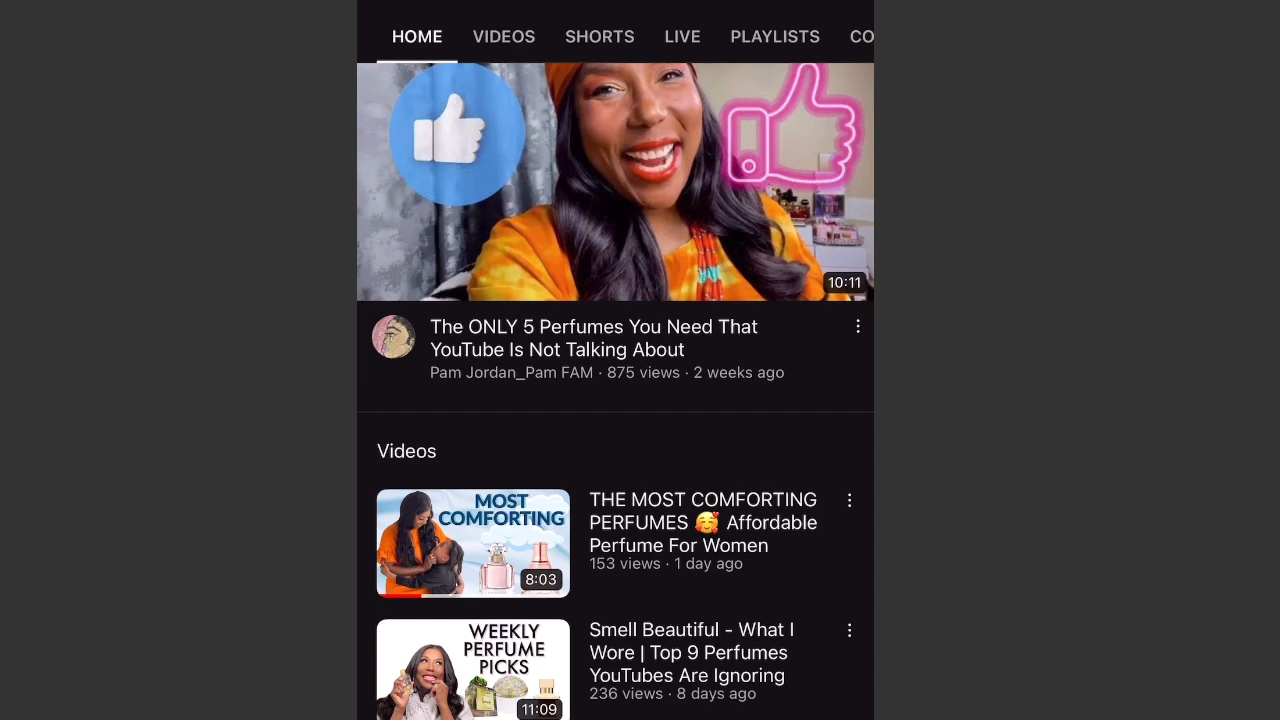 HOME VIDEOS SHORTS LIVE PLAYLISTS CO
10:11
The ONLY 5 Perfumes You Need That
YouTube Is Not Talking About
Pam Jordan_Pam FAM · 875 views · 2 weeks ago
Videos
MOST
COMFORTING
8:03
THE MOST COMFORTING
PERFUMES 🥰 Affordable
Perfume For Women
153 views · 1 day ago
WEEKLY
PERFUME
PICKS
11:09
Smell Beautiful - What I
Wore | Top 9 Perfumes
YouTubes Are Ignoring
236 views · 8 days ago